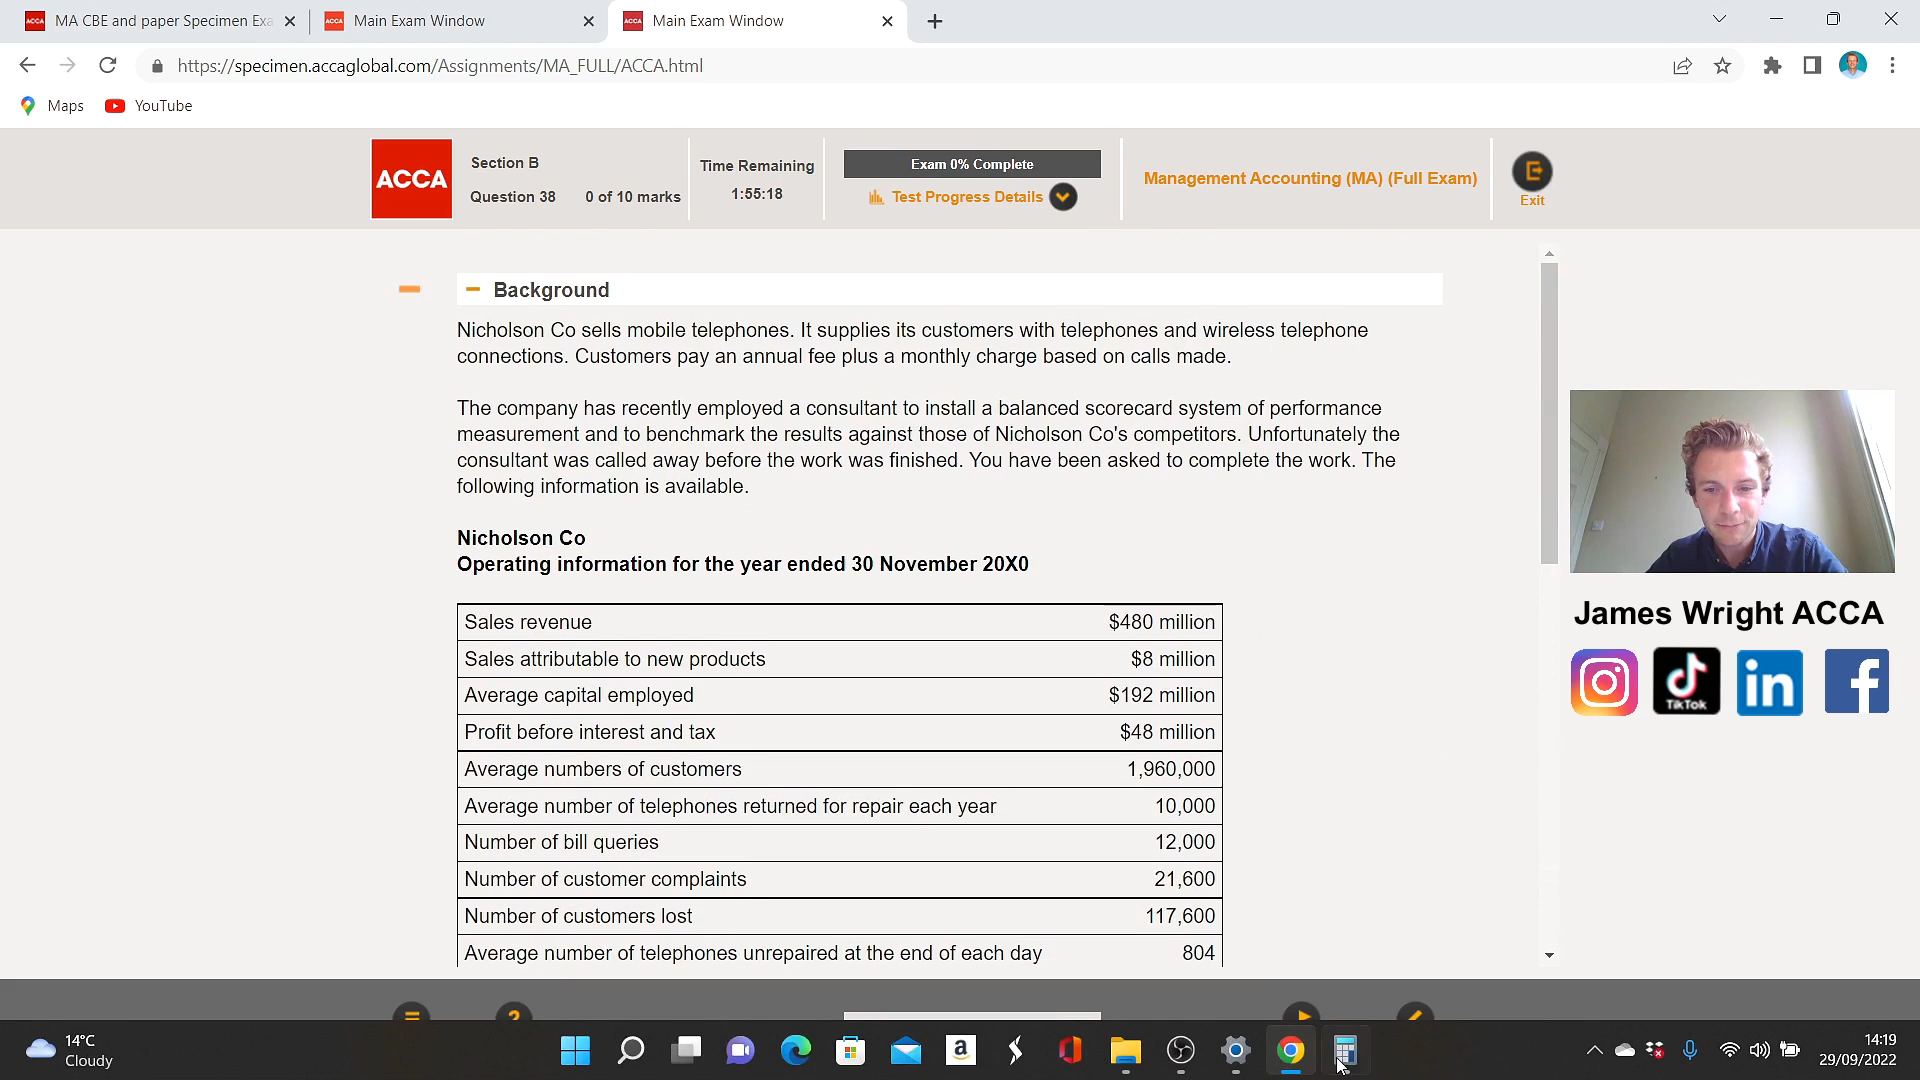 ACCA MA CBE and paper Specimen Exa
ACCA Main Exam Window
ACCA Main Exam Window
https://specimen.accaglobal.com/Assignments/MA_FULL/ACCA.html
Maps
YouTube
ACCA
Section B
Question 38
0 of 10 marks
Time Remaining
1:55:18
Exam 0% Complete
Test Progress Details
Management Accounting (MA) (Full Exam)
Exit
Background
Nicholson Co sells mobile telephones. It supplies its customers with telephones and wireless telephone
connections. Customers pay an annual fee plus a monthly charge based on calls made.
The company has recently employed a consultant to install a balanced scorecard system of performance
measurement and to benchmark the results against those of Nicholson Co's competitors. Unfortunately the
consultant was called away before the work was finished. You have been asked to complete the work. The
following information is available.
Nicholson Co
Operating information for the year ended 30 November 20X0
Sales revenue $480 million
Sales attributable to new products $8 million
Average capital employed $192 million
Profit before interest and tax $48 million
Average numbers of customers 1,960,000
Average number of telephones returned for repair each year 10,000
Number of bill queries 12,000
Number of customer complaints 21,600
Number of customers lost 117,600
Average number of telephones unrepaired at the end of each day 804
James Wright ACCA
TikTok
in
f
?
14°C
Cloudy
a
14:19
29/09/2022